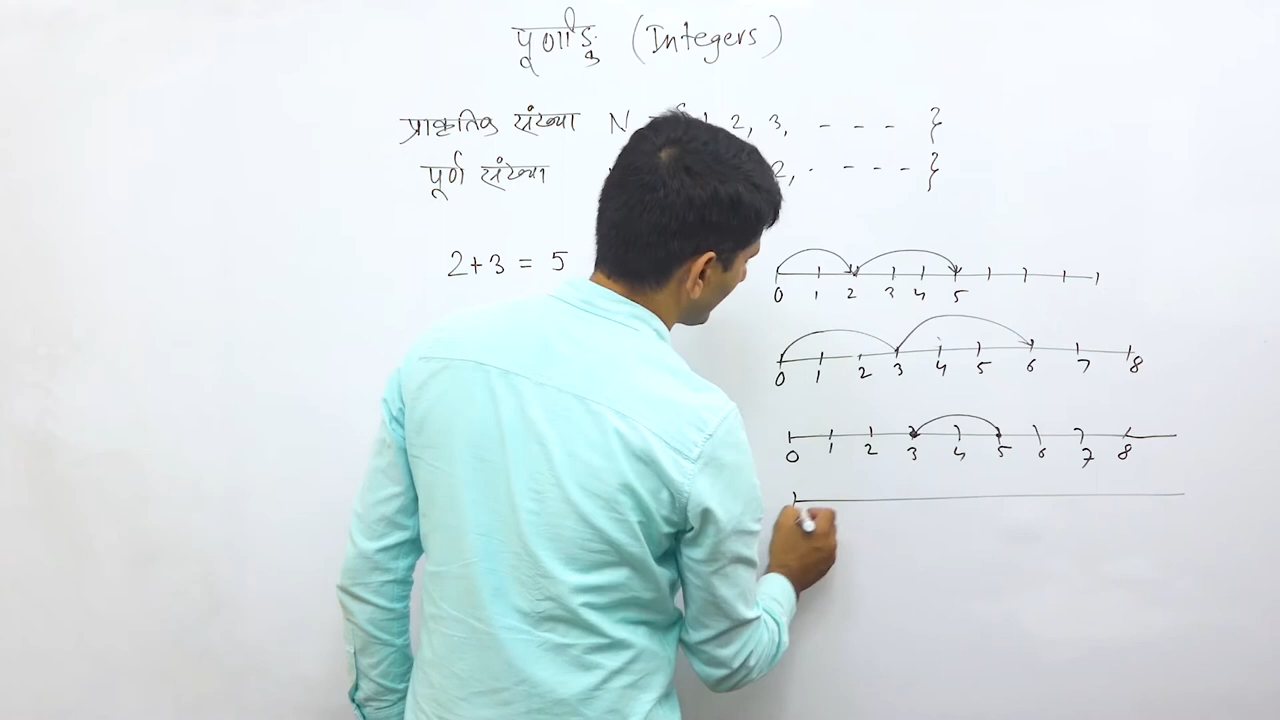 पूर्णाङ्क (Integers)
प्राकृतिक संख्या N 2, 3, - - - }
पूर्ण संख्या 2, - - - - }
2+3 = 5
0 1 2 3 4 5
0 1 2 3 4 5 6 7 8
0 1 2 3 4 5 6 7 8